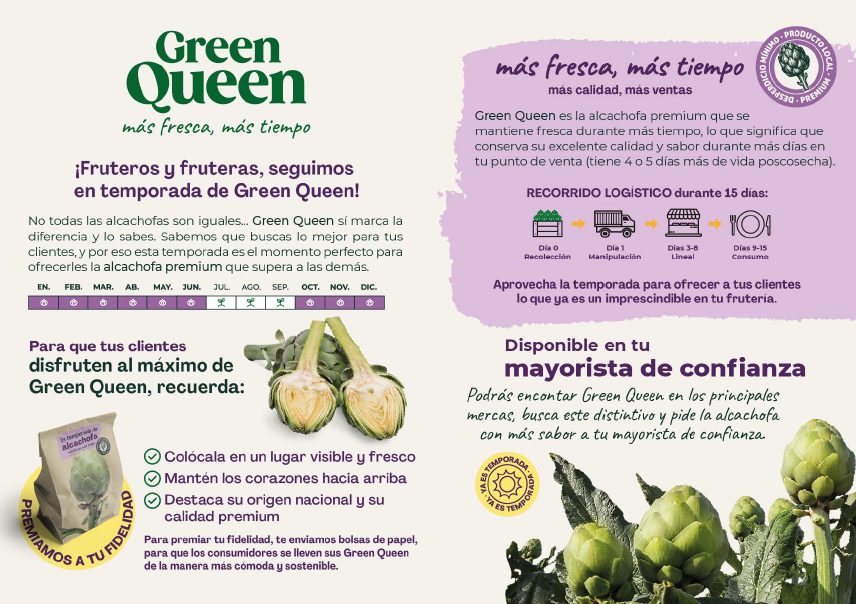 Green
Queen
más fresca, más tiempo
¡Fruteros y fruteras, seguimos
en temporada de Green Queen!
No todas las alcachofas son iguales... Green Queen sí marca la
diferencia y lo sabes. Sabemos que buscas lo mejor para tus
clientes, y por eso esta temporada es el momento perfecto para
ofrecerles la alcachofa premium que supera a las demás.
EN. FEB. MAR. AB. MAY. JUN. JUL. AGO. SEP. OCT. NOV. DIC.
Para que tus clientes
disfruten al máximo de
Green Queen, recuerda:
Es temporada de
alcachofa
PREMIAMOS A TU FIDELIDAD
Colócala en un lugar visible y fresco
Mantén los corazones hacia arriba
Destaca su origen nacional y su
calidad premium
Para premiar tu fidelidad, te enviamos bolsas de papel,
para que los consumidores se lleven sus Green Queen
de la manera más cómoda y sostenible.
más fresca, más tiempo
más calidad, más ventas
DESPERDICIO MÍNIMO · PRODUCTO LOCAL · PREMIUM ·
Green Queen es la alcachofa premium que se
mantiene fresca durante más tiempo, lo que significa que
conserva su excelente calidad y sabor durante más días en
tu punto de venta (tiene 4 o 5 días más de vida poscosecha).
RECORRIDO LOGÍSTICO durante 15 días:
Día 0 Día 1 Días 3-8 Días 9-15
Recolección Manipulación Lineal Consumo
Aprovecha la temporada para ofrecer a tus clientes
lo que ya es un imprescindible en tu frutería.
Disponible en tu
mayorista de confianza
Podrás encontar Green Queen en los principales
mercas, busca este distintivo y pide la alcachofa
con más sabor a tu mayorista de confianza.
YA ES TEMPORADA · YA ES TEMPORADA ·